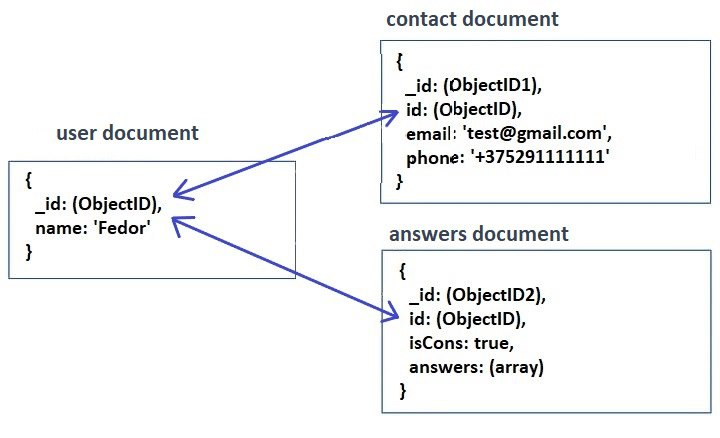 contact document
{
_id: (ObjectID1),
id: (ObjectID),
email: 'test@gmail.com',
phone: '+375291111111'
}
user document
{
_id: (ObjectID),
name: 'Fedor'
}
answers document
{
_id: (ObjectID2),
id: (ObjectID),
isCons: true,
answers: (array)
}